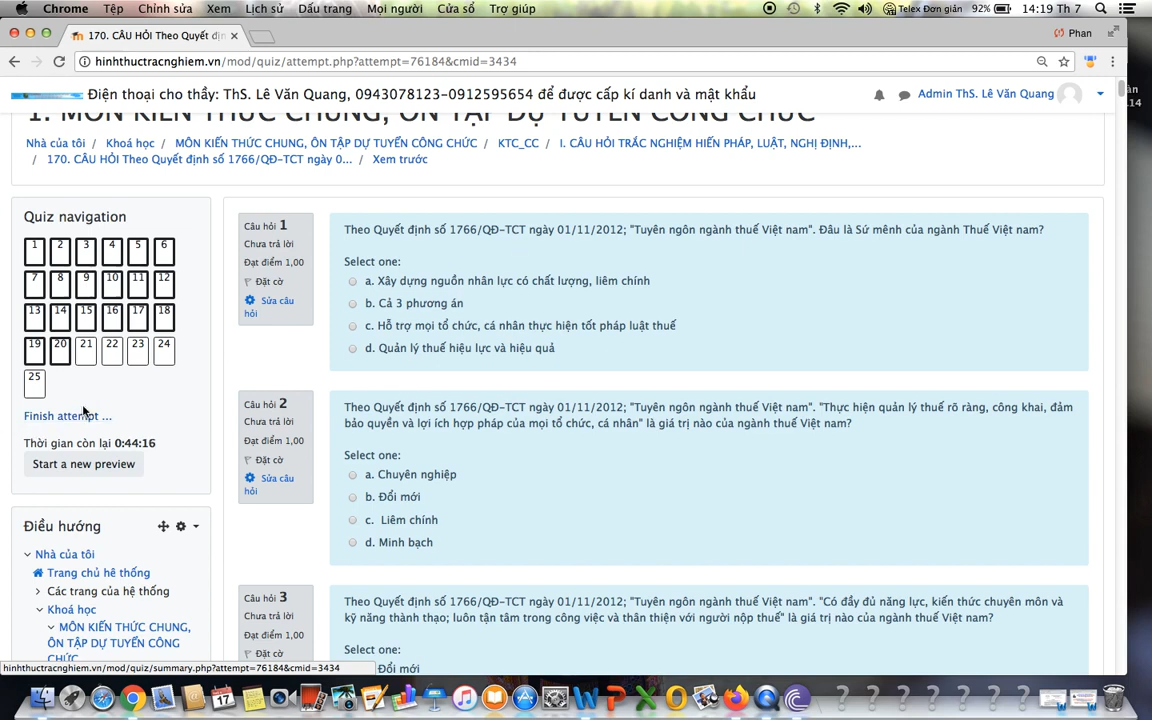 Chrome Tệp Chỉnh sửa Xem Lịch sử Dấu trang Mọi người Cửa sổ Trợ giúp Telex Đơn giản 92% 14:19 Th 7
170. CÂU HỎI Theo Quyết địn Phan
hinhthuctracnghiem.vn/mod/quiz/attempt.php?attempt=76184&cmid=3434
Điện thoại cho thầy: ThS. Lê Văn Quang, 0943078123-0912595654 để được cấp kí danh và mật khẩu Admin ThS. Lê Văn Quang
1. MÔN KIẾN THỨC CHUNG, ÔN TẬP DỰ TUYỂN CÔNG CHỨC
Nhà của tôi / Khoá học / MÔN KIẾN THỨC CHUNG, ÔN TẬP DỰ TUYỂN CÔNG CHỨC / KTC_CC / I. CÂU HỎI TRẮC NGHIỆM HIẾN PHÁP, LUẬT, NGHỊ ĐỊNH,...
/ 170. CÂU HỎI Theo Quyết định số 1766/QĐ-TCT ngày 0... / Xem trước
Quiz navigation
1 2 3 4 5 6
7 8 9 10 11 12
13 14 15 16 17 18
19 20 21 22 23 24
25
Finish attempt ...
Thời gian còn lại 0:44:16
Start a new preview
Điều hướng
Nhà của tôi
Trang chủ hê thống
Các trang của hệ thống
Khoá học
MÔN KIẾN THỨC CHUNG,
ÔN TẬP DỰ TUYỂN CÔNG
CHỨC
Câu hỏi 1
Chưa trả lời
Đạt điểm 1,00
Đặt cờ
Sửa câu
hỏi
Theo Quyết định số 1766/QĐ-TCT ngày 01/11/2012; "Tuyên ngôn ngành thuế Việt nam". Đâu là Sứ mênh của ngành Thuế Việt nam?
Select one:
a. Xây dựng nguồn nhân lực có chất lượng, liêm chính
b. Cả 3 phương án
c. Hỗ trợ mọi tổ chức, cá nhân thực hiện tốt pháp luật thuế
d. Quản lý thuế hiệu lực và hiệu quả
Câu hỏi 2
Chưa trả lời
Đạt điểm 1,00
Đặt cờ
Sửa câu
hỏi
Theo Quyết định số 1766/QĐ-TCT ngày 01/11/2012; "Tuyên ngôn ngành thuế Việt nam". "Thực hiện quản lý thuế rõ ràng, công khai, đảm
bảo quyền và lợi ích hợp pháp của mọi tổ chức, cá nhân" là giá trị nào của ngành thuế Việt nam?
Select one:
a. Chuyên nghiệp
b. Đổi mới
c. Liêm chính
d. Minh bạch
Câu hỏi 3
Chưa trả lời
Đạt điểm 1,00
Đặt cờ
Theo Quyết định số 1766/QĐ-TCT ngày 01/11/2012; "Tuyên ngôn ngành thuế Việt nam". "Có đầy đủ năng lực, kiến thức chuyên môn và
kỹ năng thành thạo; luôn tận tâm trong công việc và thân thiện với người nộp thuế" là giá trị nào của ngành thuế Việt nam?
Select one:
Đổi mới
hinhthuctracnghiem.vn/mod/quiz/summary.php?attempt=76184&cmid=3434